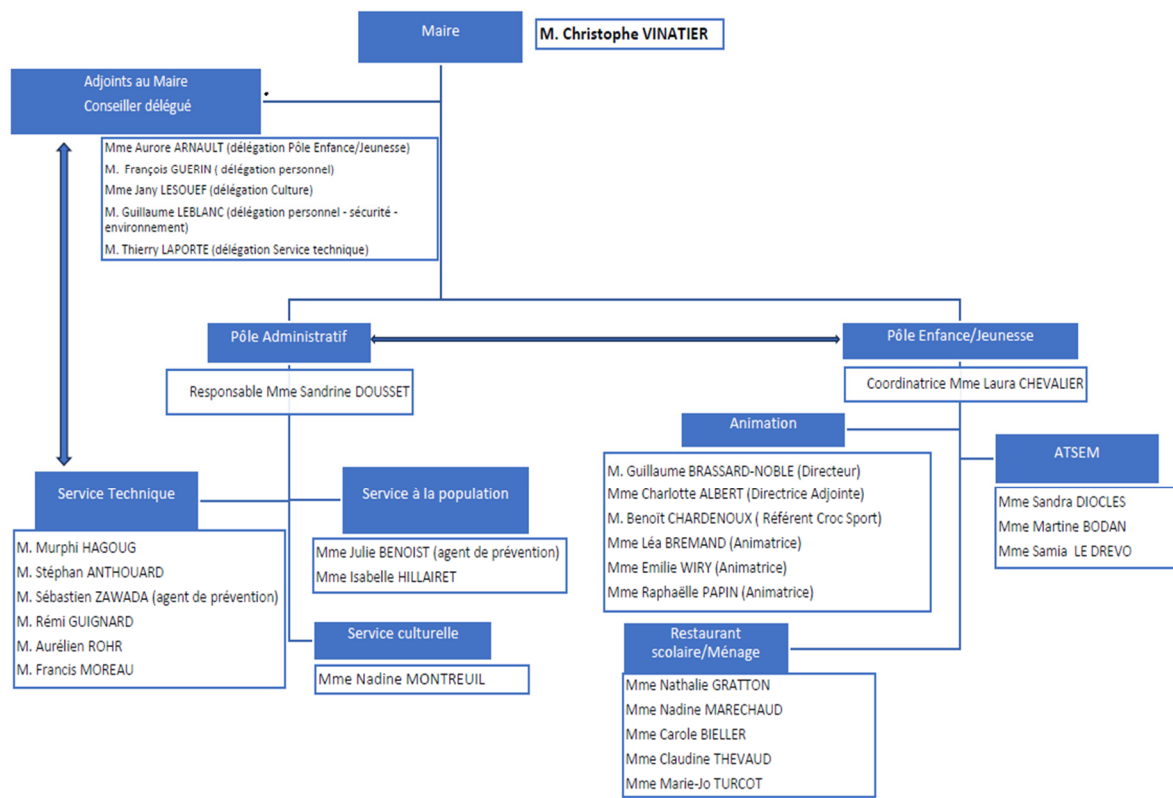 Maire
M. Christophe VINATIER
Adjoints au Maire
Conseiller délégué
Mme Aurore ARNAULT (délégation Pôle Enfance/Jeunesse)
M. François GUERIN ( délégation personnel)
Mme Jany LESOUEF (délégation Culture)
M. Guillaume LEBLANC (délégation personnel - sécurité -
environnement)
M. Thierry LAPORTE (délégation Service technique)
Pôle Administratif
Responsable Mme Sandrine DOUSSET
Service Technique
M. Murphi HAGOUG
M. Stéphan ANTHOUARD
M. Sébastien ZAWADA (agent de prévention)
M. Rémi GUIGNARD
M. Aurélien ROHR
M. Francis MOREAU
Service à la population
Mme Julie BENOIST (agent de prévention)
Mme Isabelle HILLAIRET
Service culturelle
Mme Nadine MONTREUIL
Pôle Enfance/Jeunesse
Coordinatrice Mme Laura CHEVALIER
Animation
M. Guillaume BRASSARD-NOBLE (Directeur)
Mme Charlotte ALBERT (Directrice Adjointe)
M. Benoît CHARDENOUX ( Référent Croc Sport)
Mme Léa BREMAND (Animatrice)
Mme Emilie WIRY (Animatrice)
Mme Raphaëlle PAPIN (Animatrice)
ATSEM
Mme Sandra DIOCLES
Mme Martine BODAN
Mme Samia LE DREVO
Restaurant
scolaire/Ménage
Mme Nathalie GRATTON
Mme Nadine MARECHAUD
Mme Carole BIELLER
Mme Claudine THEVAUD
Mme Marie-Jo TURCOT